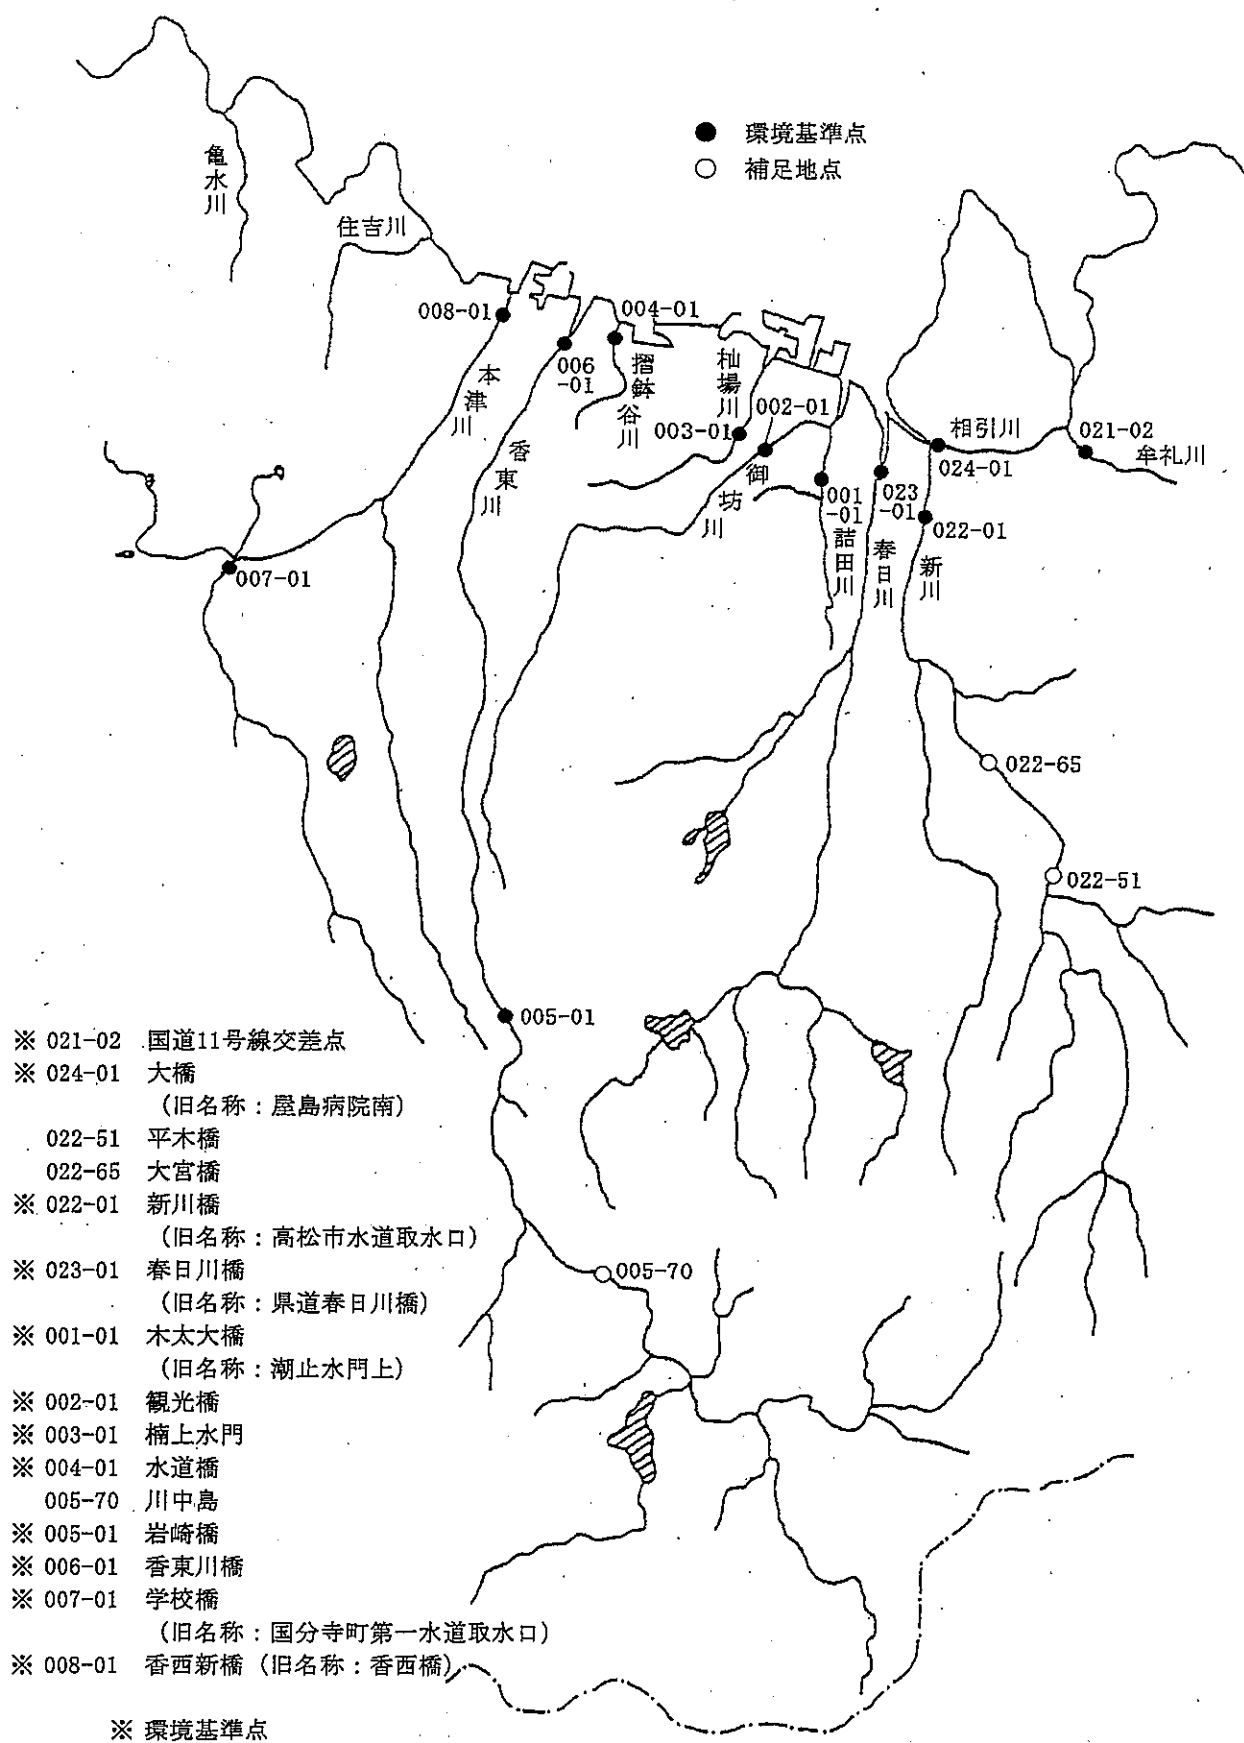 ● 環境基準点
○ 補足地点
亀水川
住吉川
008-01
004-01
006
-01
摺鉢谷川
杣場川
本津川
香東川
003-01
002-01
御坊川
001
-01
詰田川
023
-01
春日川
相引川
024-01
022-01
新川
021-02
牟礼川
007-01
022-65
022-51
005-01
005-70
※ 021-02 国道11号線交差点
※ 024-01 大橋
(旧名称:屋島病院南)
022-51 平木橋
022-65 大宮橋
※ 022-01 新川橋
(旧名称:高松市水道取水口)
※ 023-01 春日川橋
(旧名称:県道春日川橋)
※ 001-01 木太大橋
(旧名称:潮止水門上)
※ 002-01 観光橋
※ 003-01 楠上水門
※ 004-01 水道橋
005-70 川中島
※ 005-01 岩崎橋
※ 006-01 香東川橋
※ 007-01 学校橋
(旧名称:国分寺町第一水道取水口)
※ 008-01 香西新橋(旧名称:香西橋)
※ 環境基準点